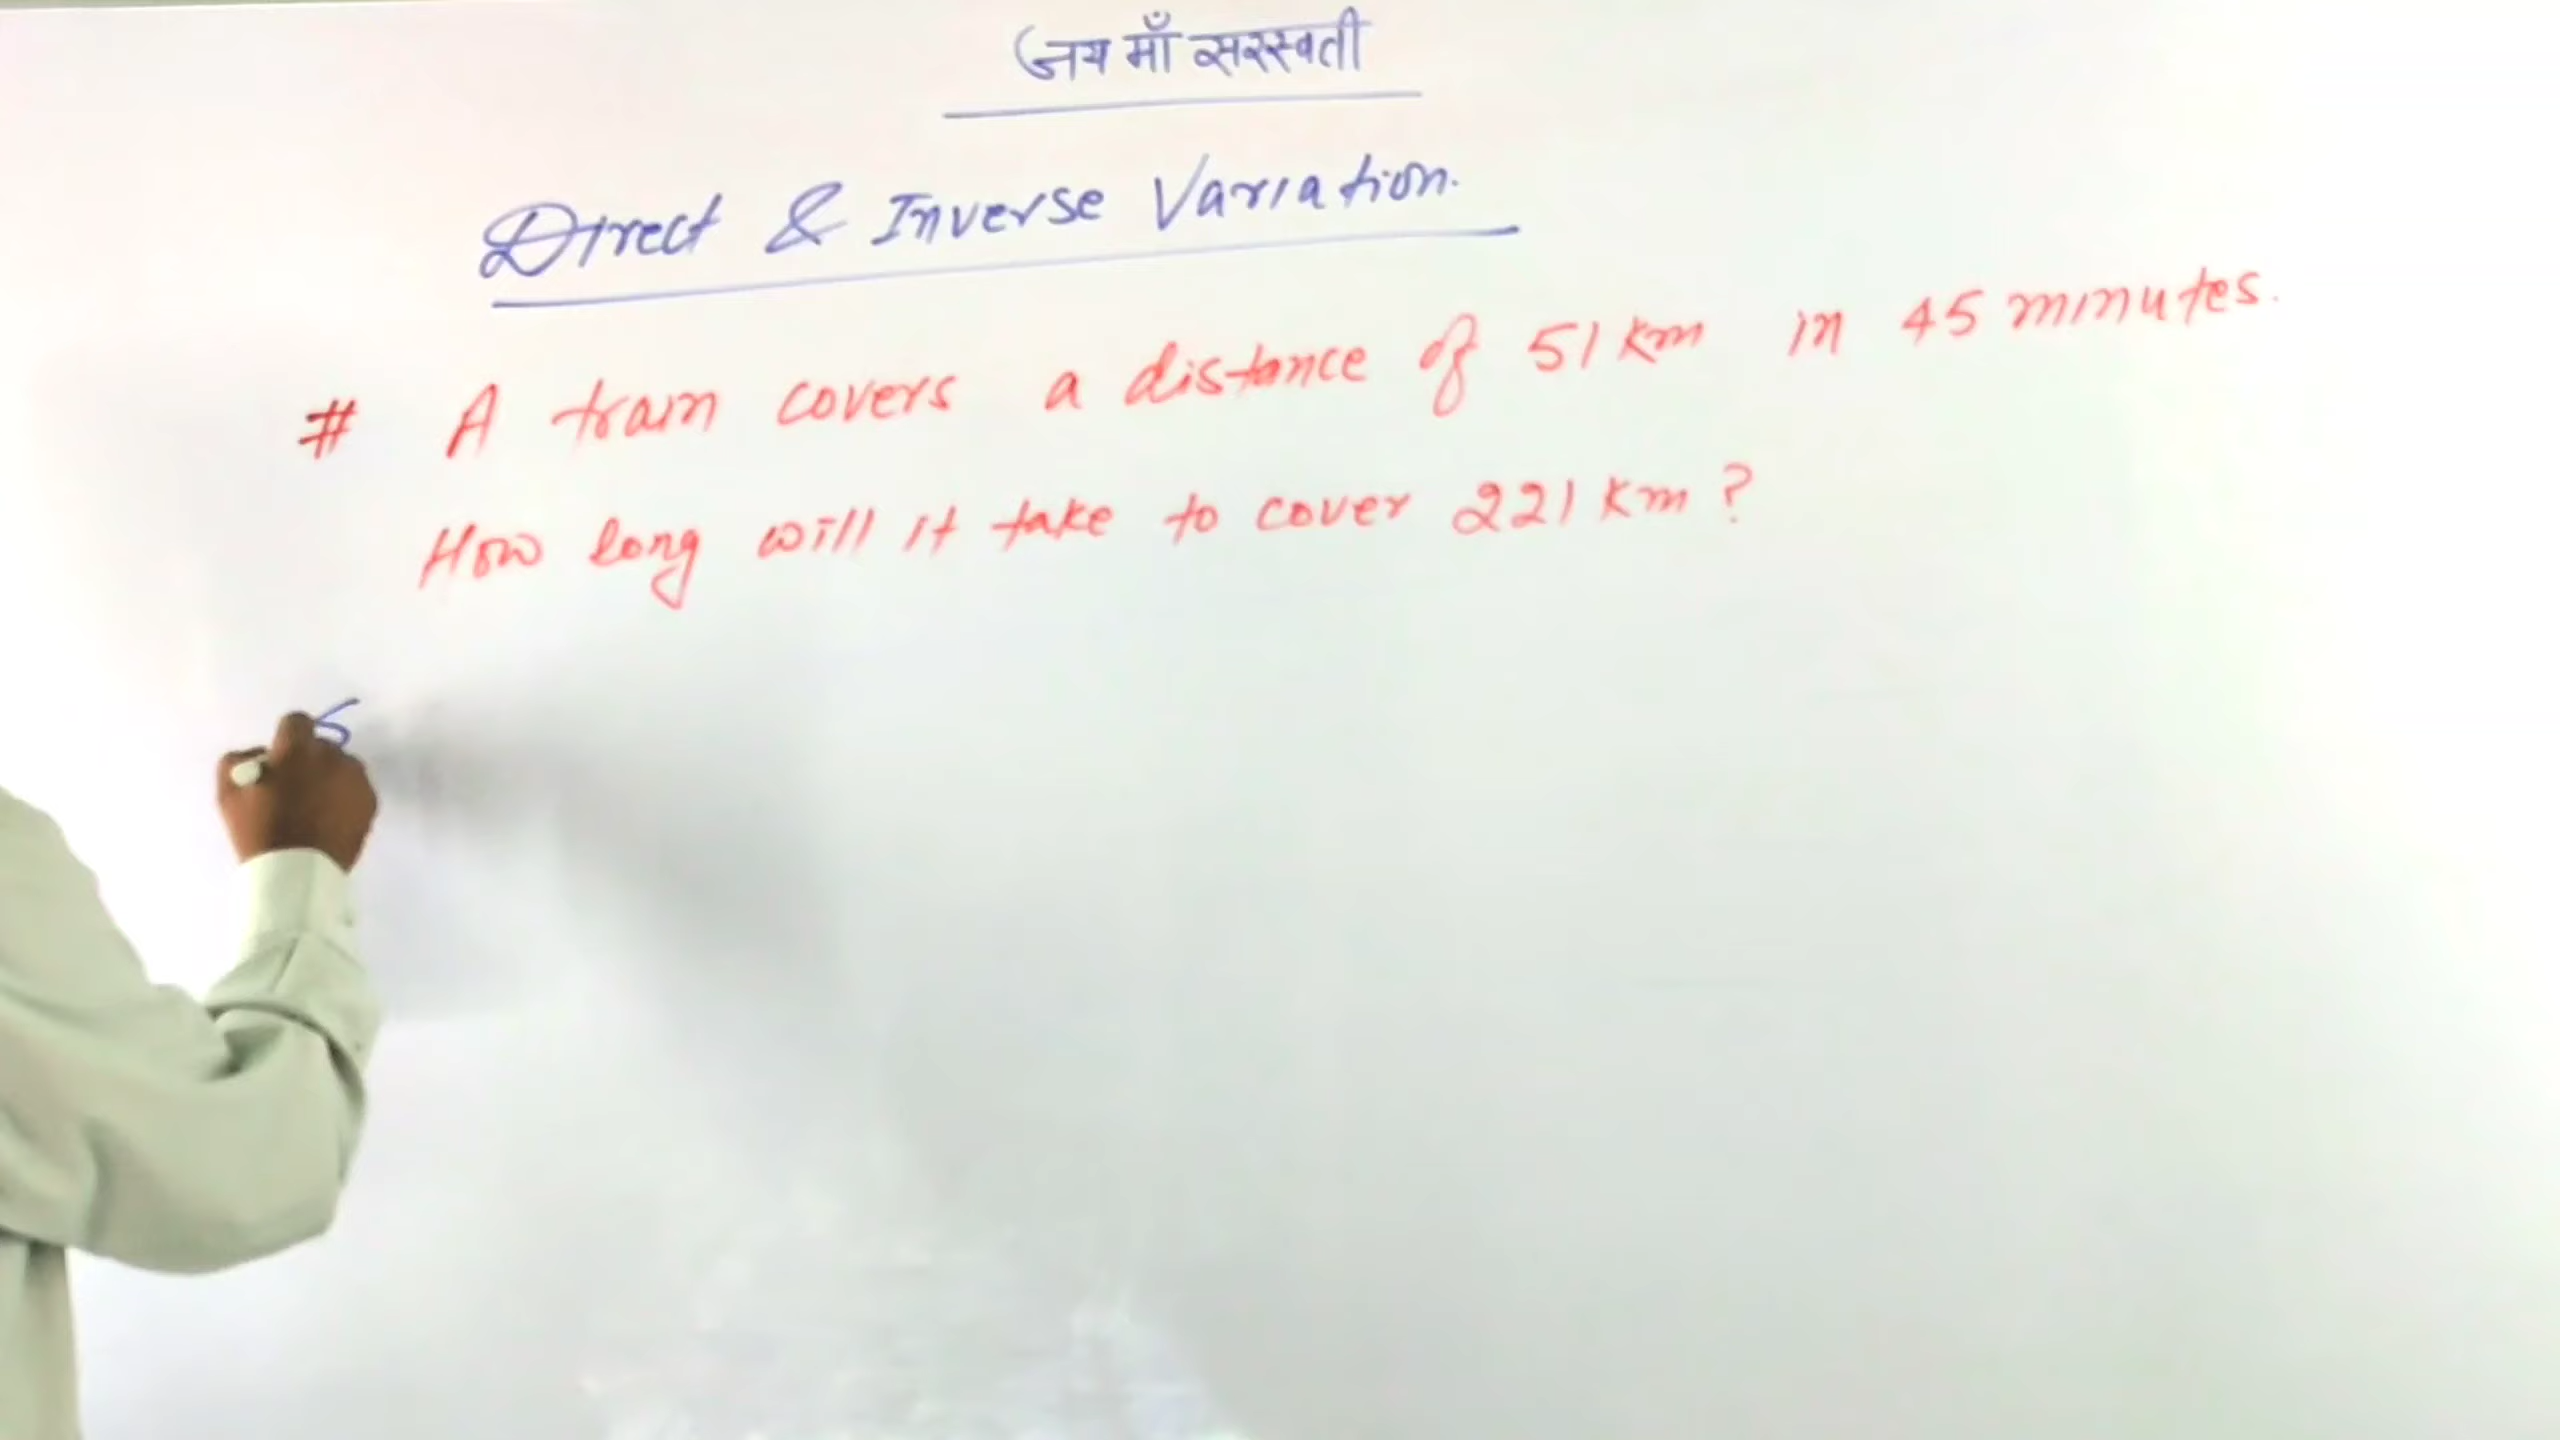 जय माँ सरस्वती
Direct & Inverse Variation.
# A train covers a distance of 51 km in 45 minutes.
How long will it take to cover 221 km ?
S